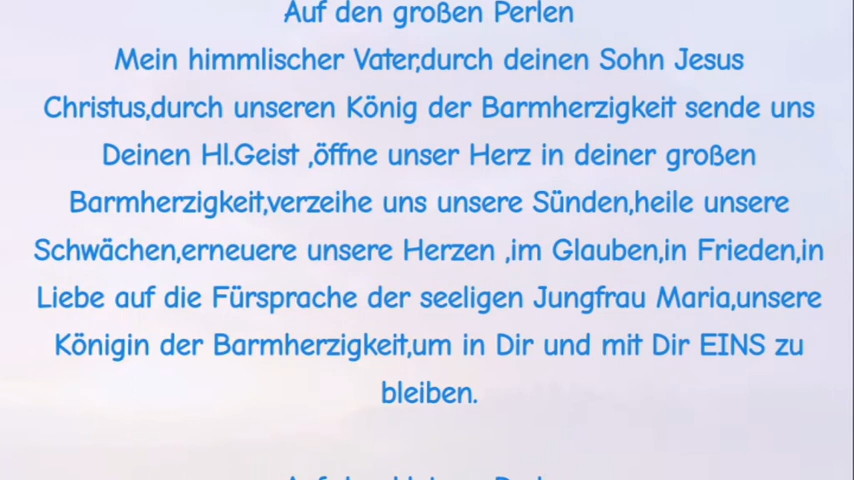 Auf den großen Perlen
Mein himmlischer Vater,durch deinen Sohn Jesus
Christus,durch unseren König der Barmherzigkeit sende uns
Deinen Hl.Geist ,öffne unser Herz in deiner großen
Barmherzigkeit,verzeihe uns unsere Sünden,heile unsere
Schwächen,erneuere unsere Herzen ,im Glauben,in Frieden,in
Liebe auf die Fürsprache der seeligen Jungfrau Maria,unsere
Königin der Barmherzigkeit,um in Dir und mit Dir EINS zu
bleiben.